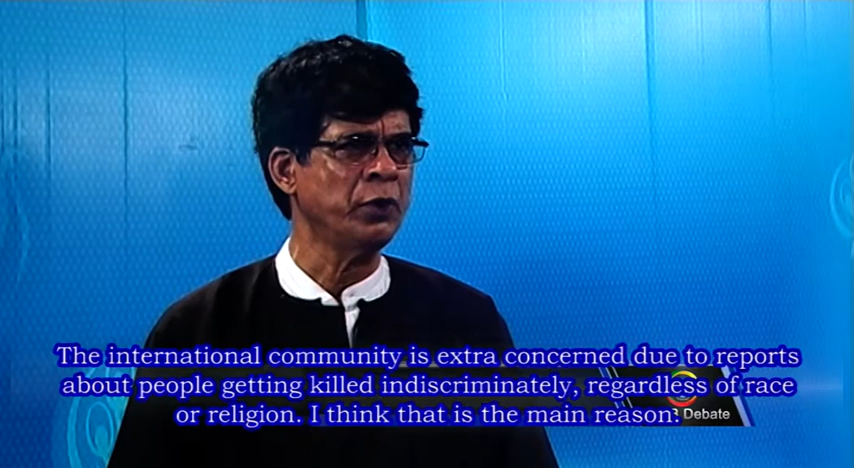 The international community is extra concerned due to reports
about people getting killed indiscriminately, regardless of race
or religion. I think that is the main reason.
Debate